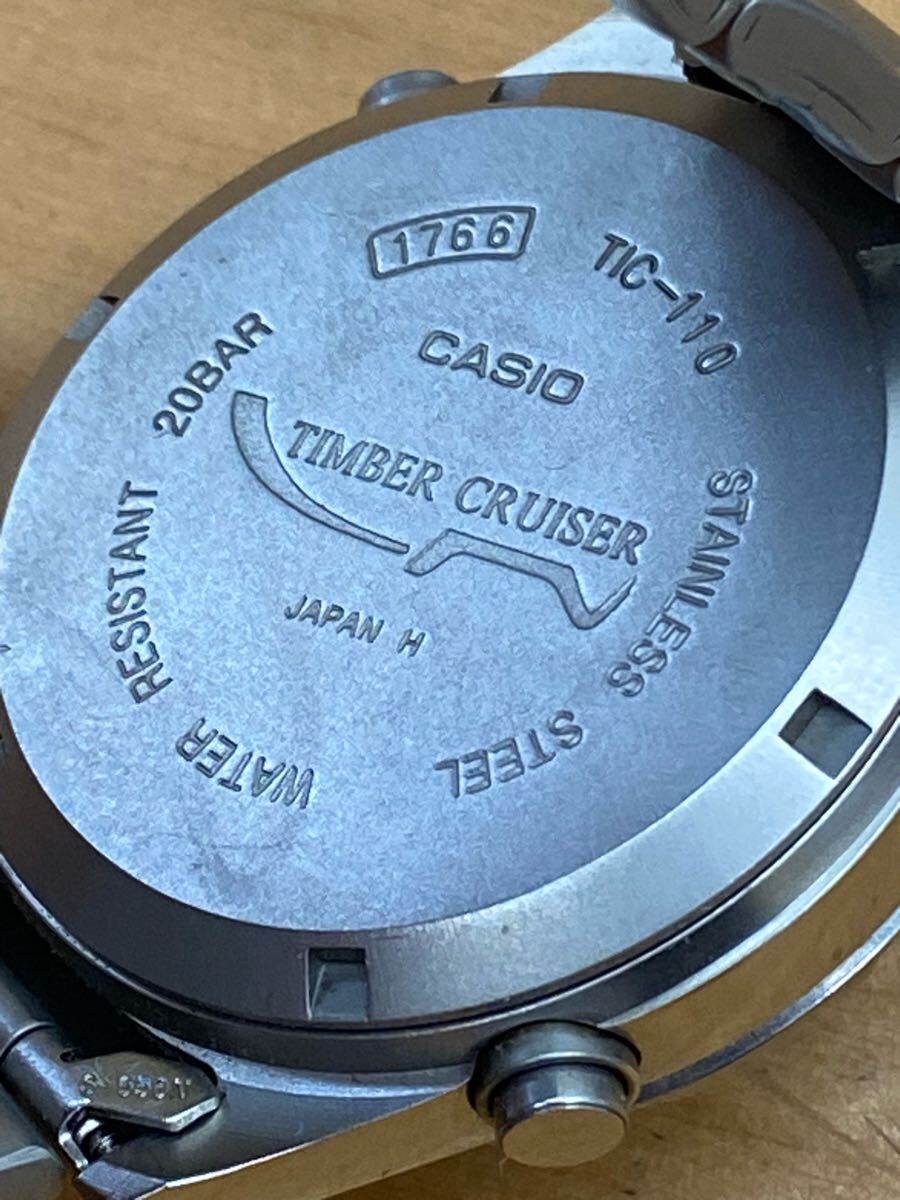 1766
TIC-110
CASIO
TIMBER CRUISER
JAPAN H
WATER RESISTANT 20BAR
STAINLESS STEEL